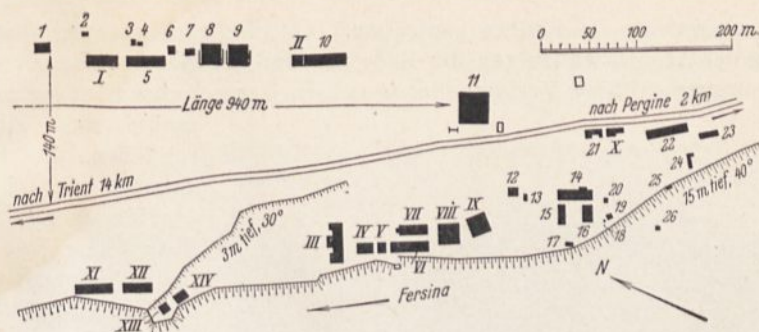 1 2 3 4 6 7 8 9 II 10 0 40 60 100 200 m.
I 5 11
Länge 940 m
140 m
nach Pergine 2 km
21 X 22 23
nach Trient 14 km
24
12 13 14 25 15 m tief, 40°
3 m tief, 30°
III IV V VII VIII IX 15 16 20 19 18 26
17
VI
XI XII
XIV
XIII
Fersina
N